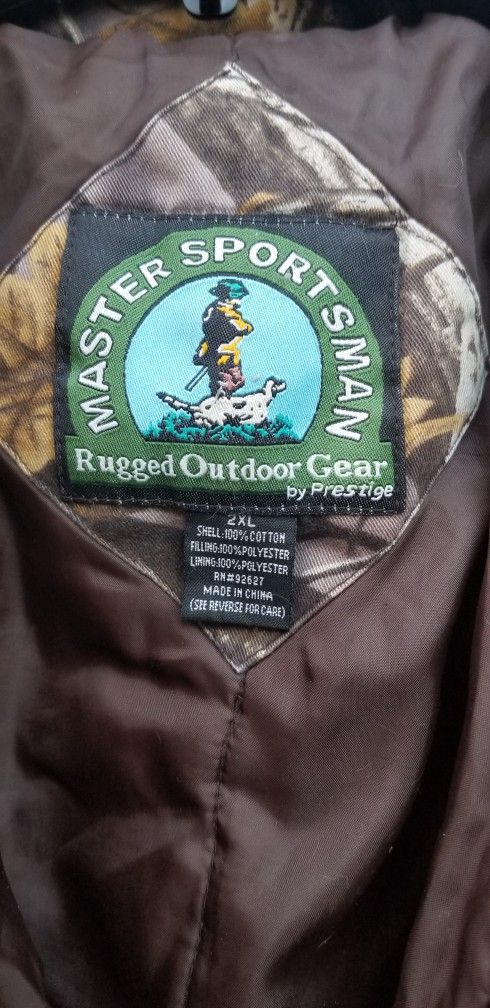 MASTER SPORTSMAN
Rugged Outdoor Gear
by Prestige
2XL
SHELL:100% COTTON
FILLING:100% POLYESTER
LINING:100% POLYESTER
RN#92627
MADE IN CHINA
(SEE REVERSE FOR CARE)